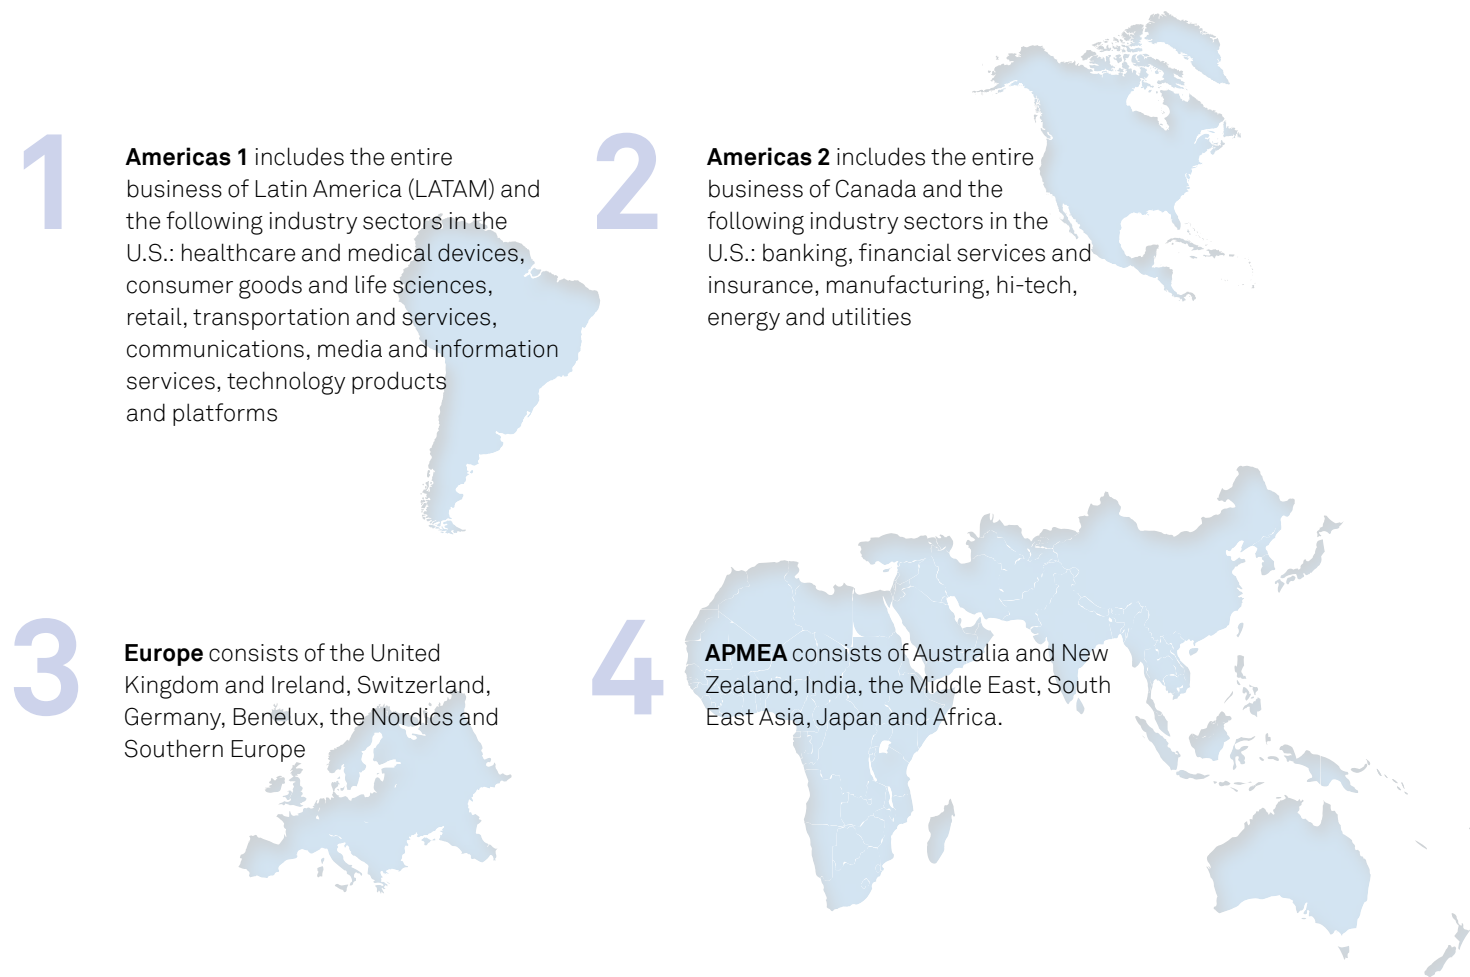 1
Americas 1 includes the entire
business of Latin America (LATAM) and
the following industry sectors in the
U.S.: healthcare and medical devices,
consumer goods and life sciences,
retail, transportation and services,
communications, media and information
services, technology products
and platforms
2
Americas 2 includes the entire
business of Canada and the
following industry sectors in the
U.S.: banking, financial services and
insurance, manufacturing, hi-tech,
energy and utilities
3
Europe consists of the United
Kingdom and Ireland, Switzerland,
Germany, Benelux, the Nordics and
Southern Europe
4
APMEA consists of Australia and New
Zealand, India, the Middle East, South
East Asia, Japan and Africa.